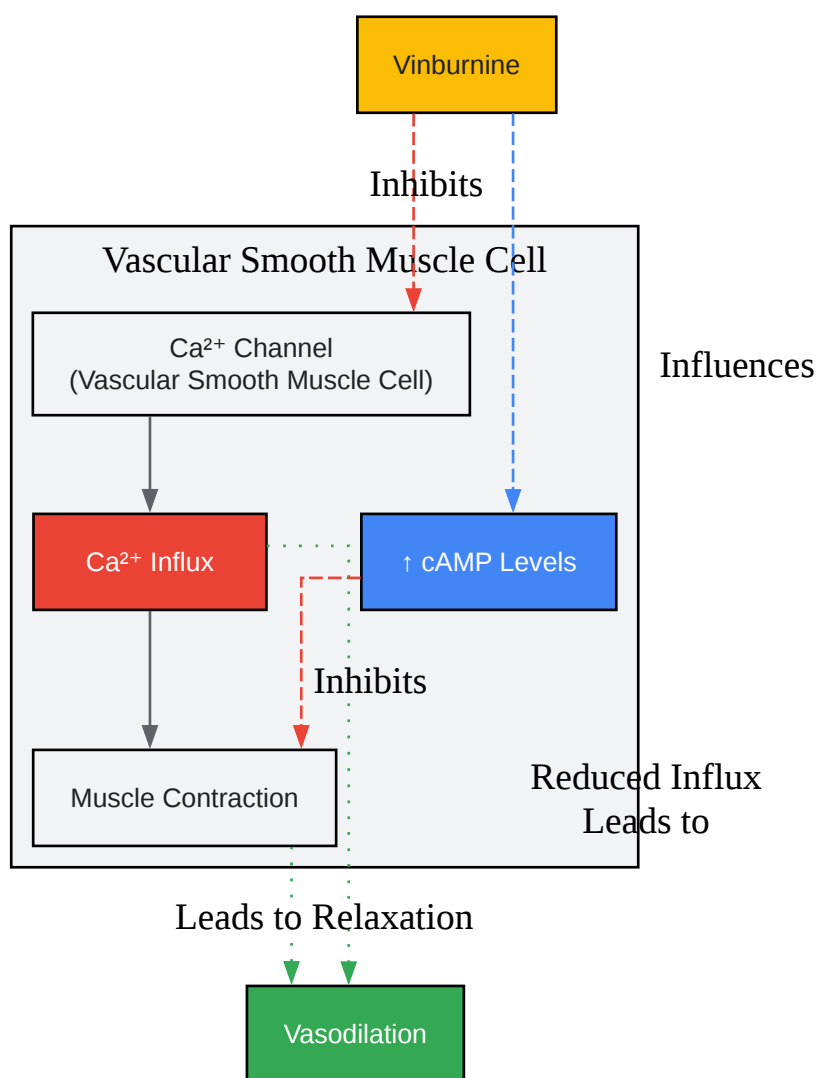 Vinburnine
Inhibits
Vascular Smooth Muscle Cell
Ca²⁺ Channel
(Vascular Smooth Muscle Cell)
Influences
Ca²⁺ Influx
↑ cAMP Levels
Inhibits
Reduced Influx
Leads to
Muscle Contraction
Leads to Relaxation
Vasodilation